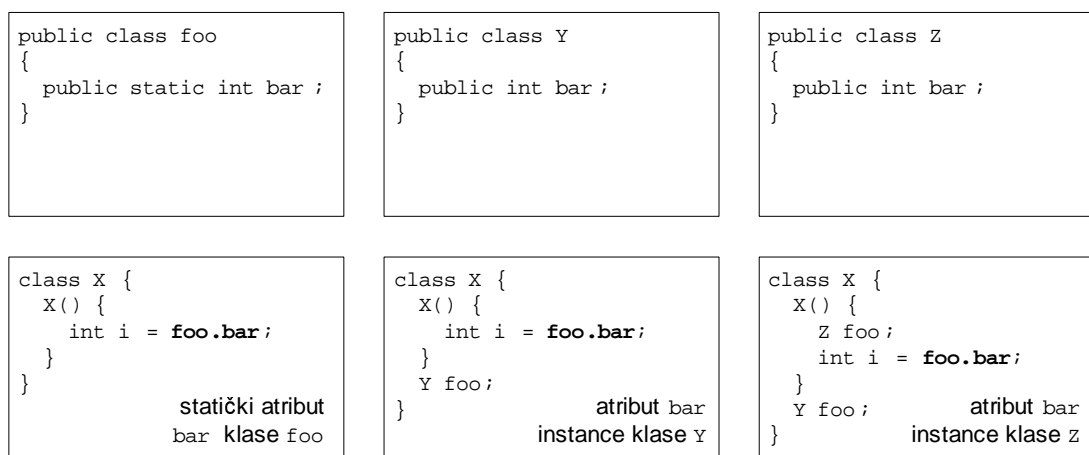 public class foo
{
public static int bar ;
}
public class Y
{
public int bar ;
}
public class Z
{
public int bar ;
}
class X {
X() {
int i = foo.bar;
}
}
statički atribut
bar klase foo
class X {
X() {
int i = foo.bar;
}
Y foo;
}
atribut bar
instance klase Y
class X {
X() {
Z foo;
int i = foo.bar;
}
Y foo;
}
atribut bar
instance klase Z